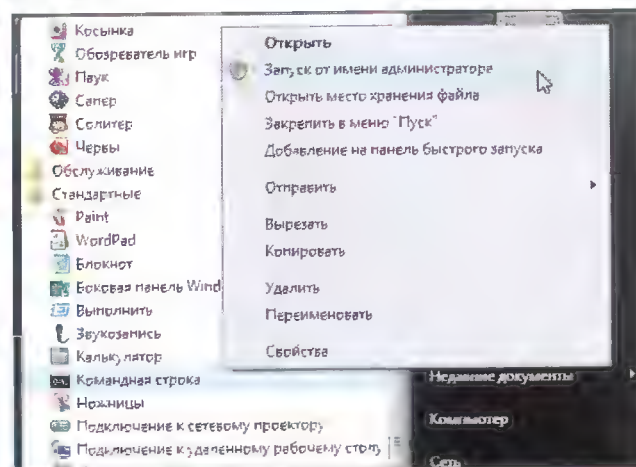 Косынка
Обозреватель игр
Паук
Сапер
Солитер
Червы
Обслуживание
Стандартные
Paint
WordPad
Блокнот
Боковая панель Wind
Выполнить
Звукозапись
Калькулятор
Командная строка
Ножницы
Подключение к сетевому проектору
Подключение к удаленному рабочему столу
Открыть
Запуск от имени администратора
Открыть место хранения файла
Закрепить в меню "Пуск"
Добавление на панель быстрого запуска
Отправить
Вырезать
Копировать
Удалить
Переименовать
Свойства
Недавние документы
Компьютер
Сеть